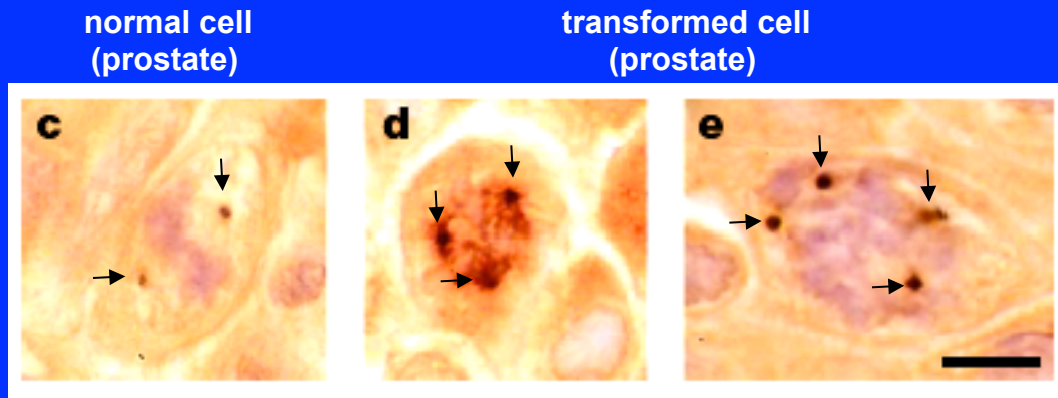 normal cell
(prostate)
transformed cell
(prostate)
c
d
e